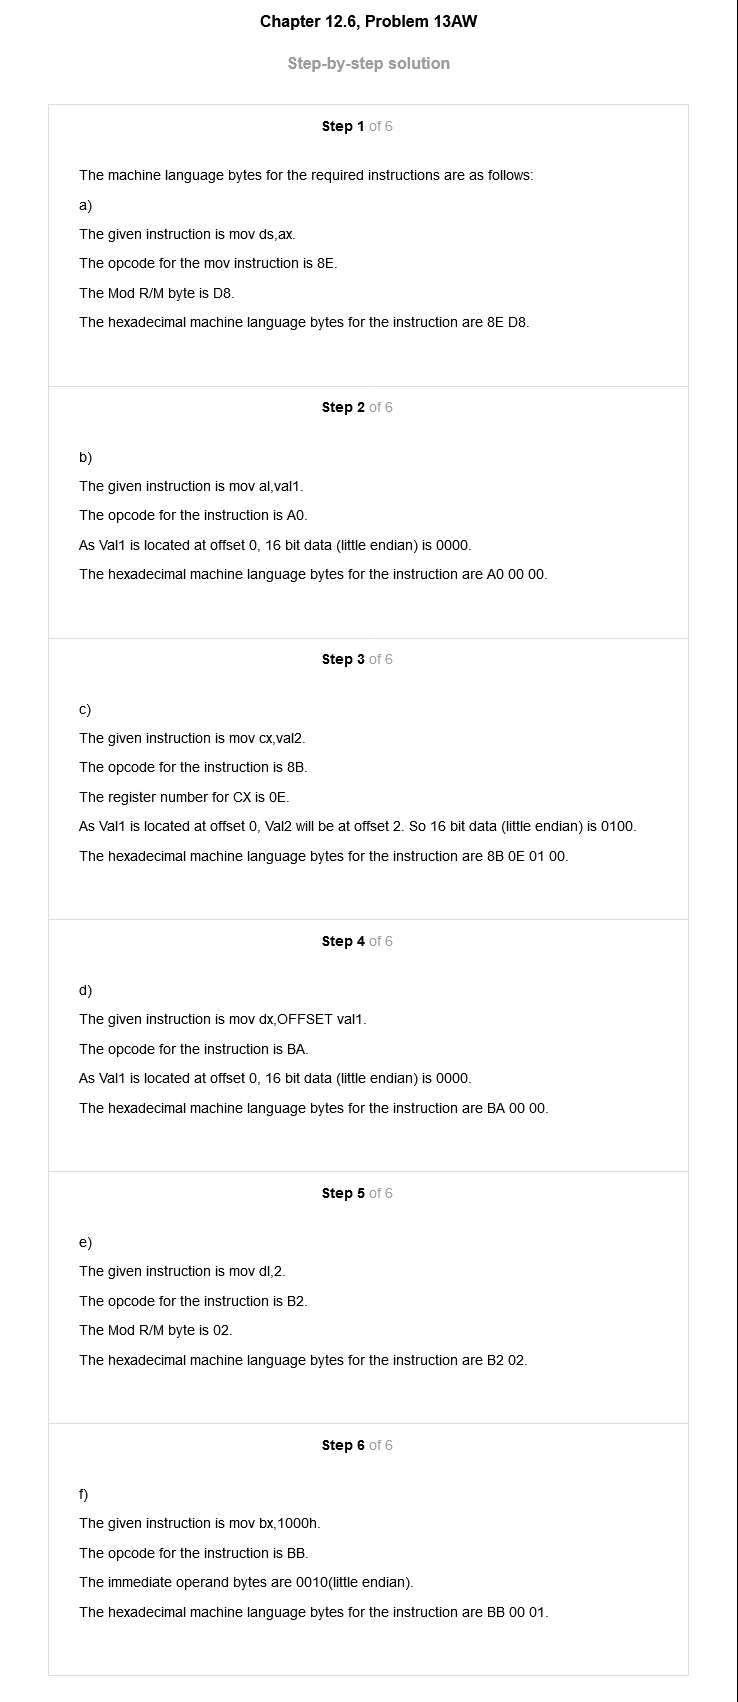 Chapter 12.6, Problem 13AW
Step-by-step solution
Step 1 of 6
The machine language bytes for the required instructions are as follows:
a)
The given instruction is mov ds,ax.
The opcode for the mov instruction is 8E.
The Mod R/M byte is D8.
The hexadecimal machine language bytes for the instruction are 8E D8.
Step 2 of 6
b)
The given instruction is mov al,val1.
The opcode for the instruction is A0.
As Val1 is located at offset 0, 16 bit data (little endian) is 0000.
The hexadecimal machine language bytes for the instruction are A0 00 00.
Step 3 of 6
c)
The given instruction is mov cx,val2.
The opcode for the instruction is 8B.
The register number for CX is 0E.
As Val1 is located at offset 0, Val2 will be at offset 2. So 16 bit data (little endian) is 0100.
The hexadecimal machine language bytes for the instruction are 8B 0E 01 00.
Step 4 of 6
d)
The given instruction is mov dx,OFFSET val1.
The opcode for the instruction is BA.
As Val1 is located at offset 0, 16 bit data (little endian) is 0000.
The hexadecimal machine language bytes for the instruction are BA 00 00.
Step 5 of 6
e)
The given instruction is mov dl,2.
The opcode for the instruction is B2.
The Mod R/M byte is 02.
The hexadecimal machine language bytes for the instruction are B2 02.
Step 6 of 6
f)
The given instruction is mov bx,1000h.
The opcode for the instruction is BB.
The immediate operand bytes are 0010(little endian).
The hexadecimal machine language bytes for the instruction are BB 00 01.